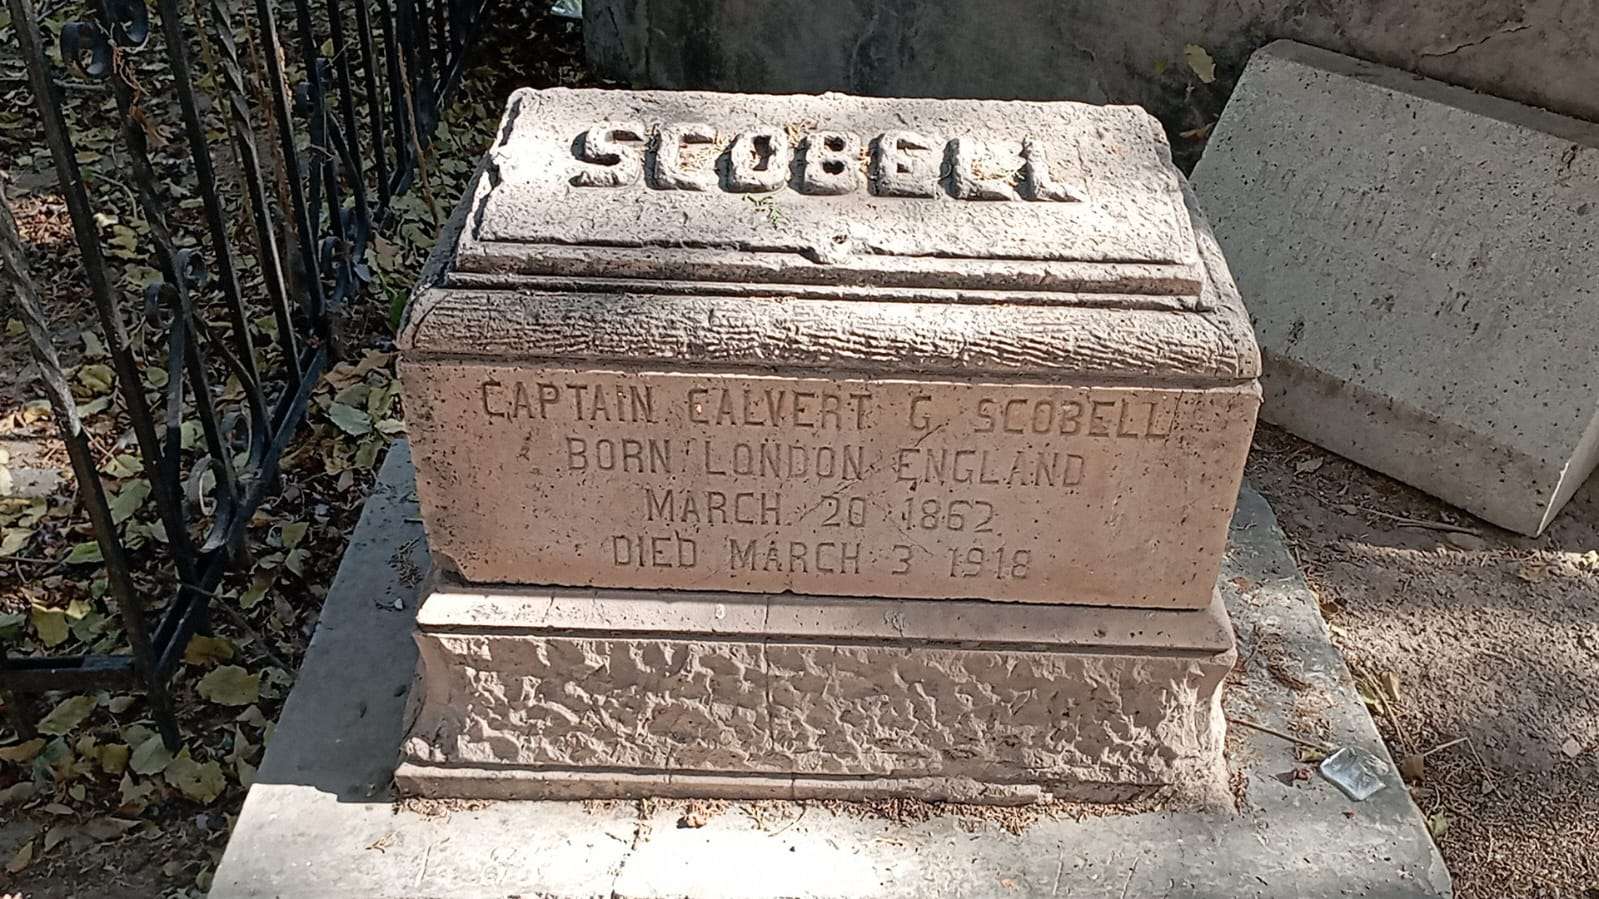 SCOBELL
CAPTAIN CALVERT G SCOBELL
BORN LONDON ENGLAND
MARCH 20 1862
DIED MARCH 3 1918